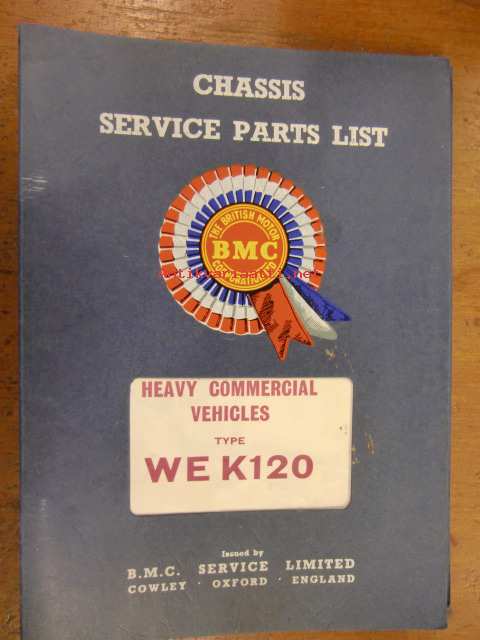 CHASSIS
SERVICE PARTS LIST
THE BRITISH MOTOR
BMC
CORPORATION LTD
HEAVY COMMERCIAL
VEHICLES
TYPE
WE K120
Issued by
B.M.C. SERVICE LIMITED
COWLEY · OXFORD · ENGLAND